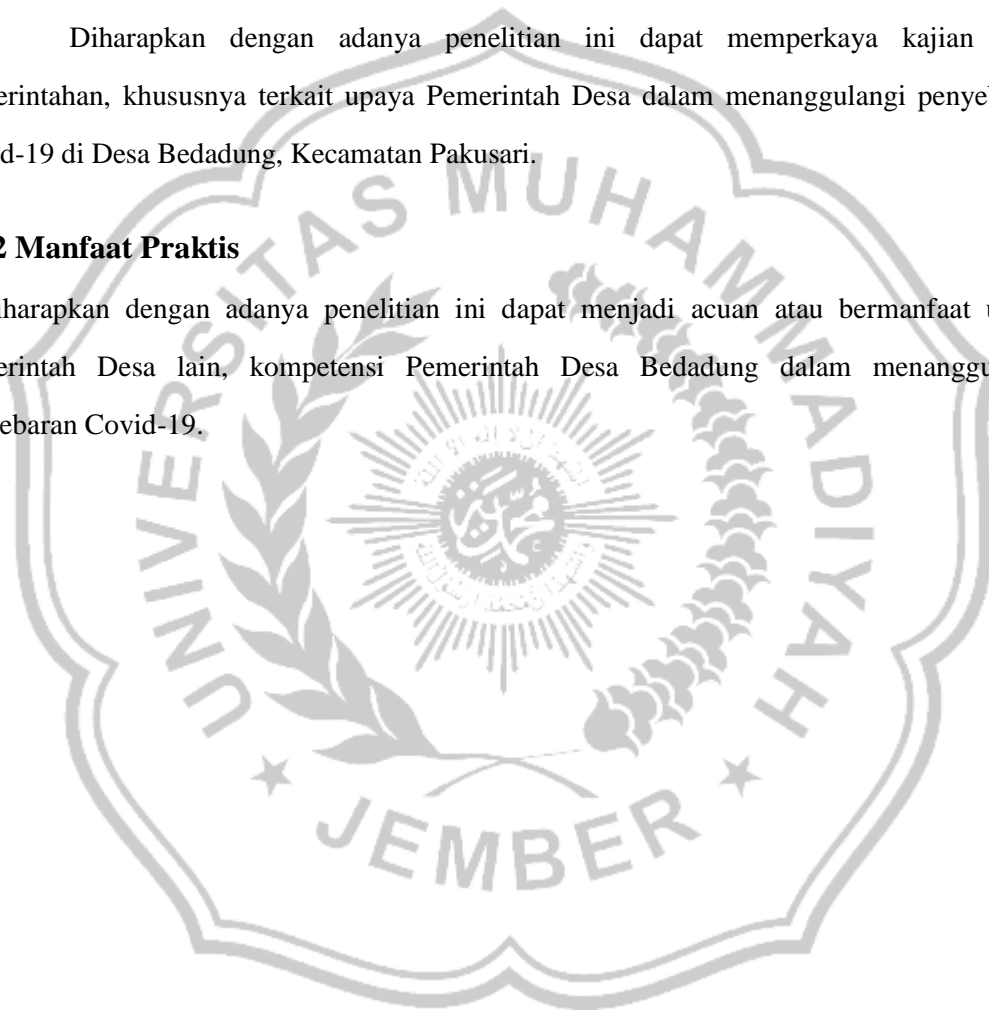 Diharapkan dengan adanya penelitian ini dapat memperkaya kajian
erintahan, khususnya terkait upaya Pemerintah Desa dalam menanggulangi penye
d-19 di Desa Bedadung, Kecamatan Pakusari.
2 Manfaat Praktis
iharapkan dengan adanya penelitian ini dapat menjadi acuan atau bermanfaat u
erintah Desa lain, kompetensi Pemerintah Desa Bedadung dalam menanggu
ebaran Covid-19.
UNIVERSITAS MUHAMMADIYAH
JEMBER